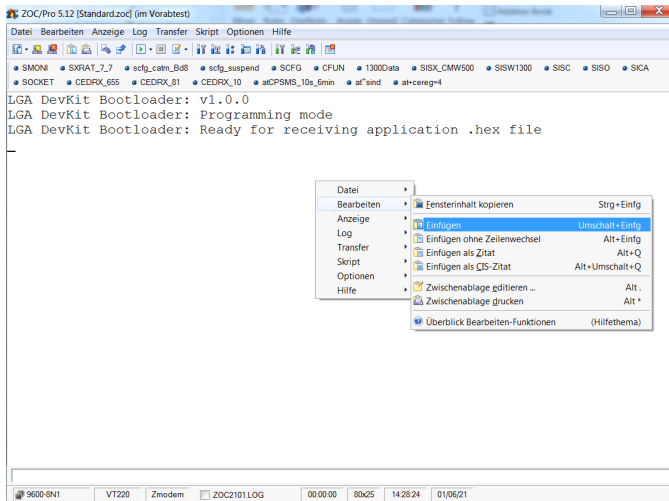 ZOC/Pro 5.12 [Standard.zoc] (im Vorabtest)
Datei Bearbeiten Anzeige Log Transfer Skript Optionen Hilfe
SMONI SXRAT_7_7 scfg_catm_Bd8 scfg_suspend SCFG CFUN 1300Data SISX_CMW500 SISW1300 SISC SISO SICA
SOCKET CEDRX_655 CEDRX_81 CEDRX_10 atCPSMS_10s_6min at^sind at+cereg=4
LGA DevKit Bootloader: v1.0.0
LGA DevKit Bootloader: Programming mode
LGA DevKit Bootloader: Ready for receiving application .hex file
Datei
Bearbeiten
Anzeige
Log
Transfer
Skript
Optionen
Hilfe
Fensterinhalt kopieren Strg+Einfg
Einfügen Umschalt+Einfg
Einfügen ohne Zeilenwechsel Alt+Einfg
Einfügen als Zitat Alt+Q
Einfügen als CIS-Zitat Alt+Umschalt+Q
Zwischenablage editieren ... Alt .
Zwischenablage drucken Alt *
Überblick Bearbeiten-Funktionen (Hilfethema)
9600-8N1 VT220 Zmodem ZOC2101.LOG 00:00:00 80x25 14:28:24 01/06/21